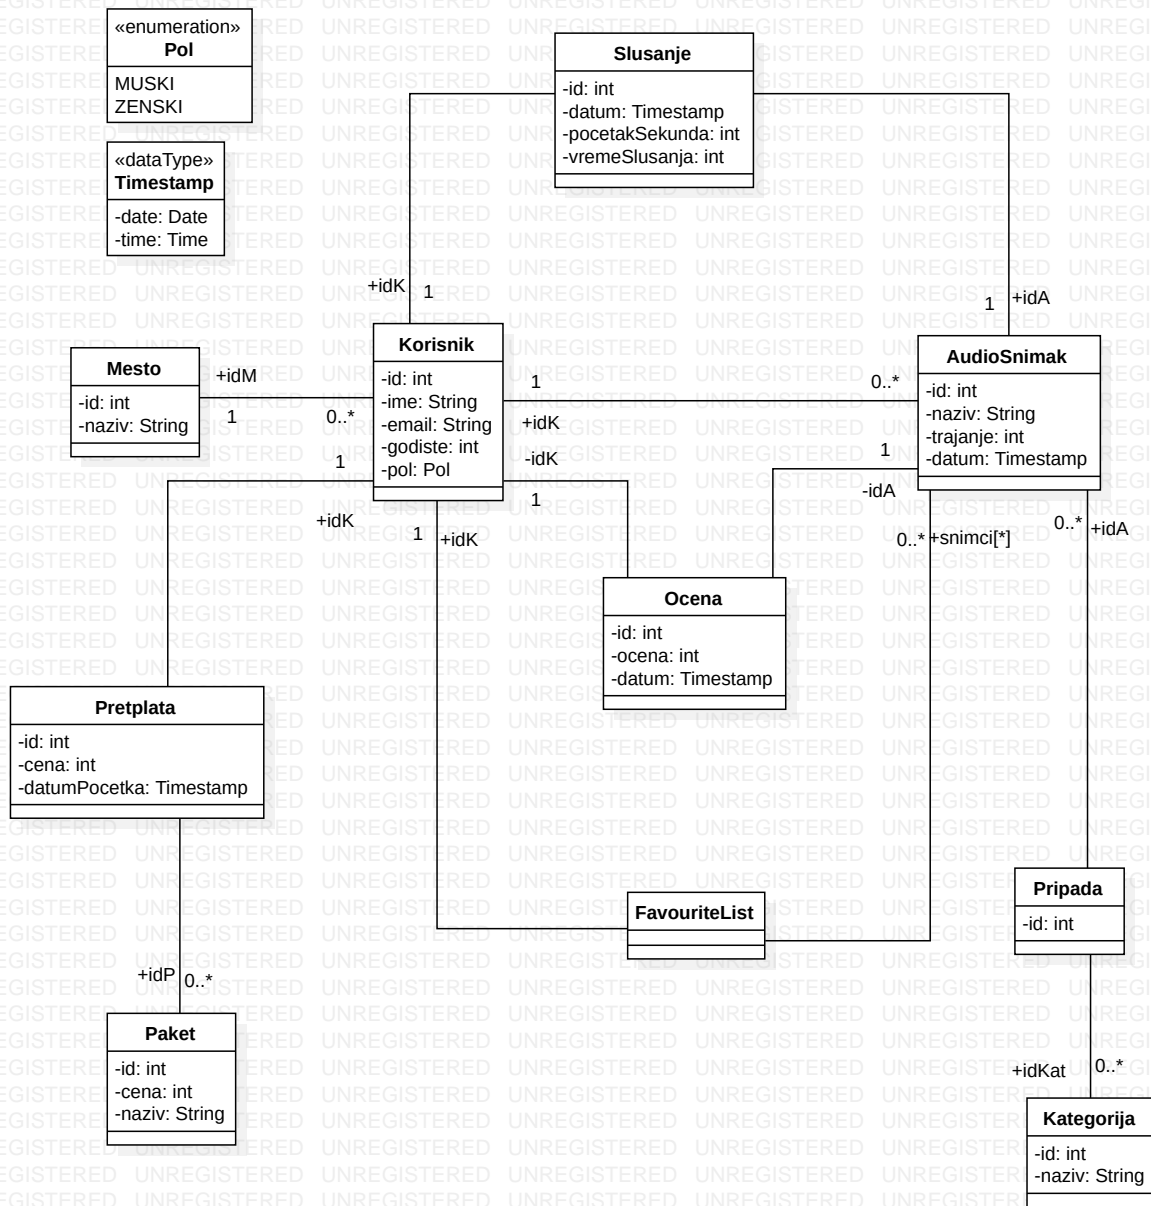 «enumeration»
Pol
MUSKI
ZENSKI
«dataType»
Timestamp
-date: Date
-time: Time
Slusanje
-id: int
-datum: Timestamp
-pocetakSekunda: int
-vremeSlusanja: int
+idK
1
1
+idA
Mesto
-id: int
-naziv: String
+idM
1
0..*
Korisnik
-id: int
-ime: String
-email: String
-godiste: int
-pol: Pol
1
+idK
0..*
AudioSnimak
-id: int
-naziv: String
-trajanje: int
-datum: Timestamp
1
+idK
-idK
1
1
-idA
1
+idK
0..*
+snimci[*]
0..*
+idA
Ocena
-id: int
-ocena: int
-datum: Timestamp
Pretplata
-id: int
-cena: int
-datumPocetka: Timestamp
FavouriteList
Pripada
-id: int
+idP
0..*
Paket
-id: int
-cena: int
-naziv: String
+idKat
0..*
Kategorija
-id: int
-naziv: String
UNREGISTERED